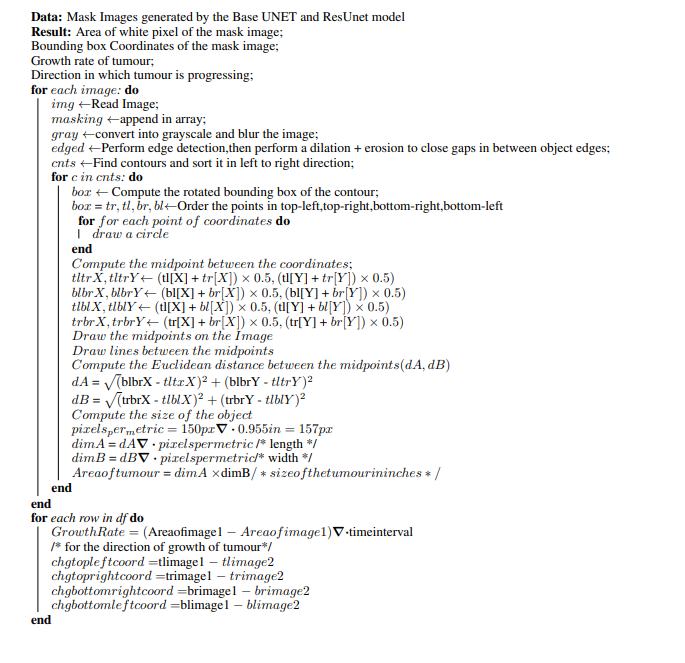 Data: Mask Images generated by the Base UNET and ResUnet model
Result: Area of white pixel of the mask image;
Bounding box Coordinates of the mask image;
Growth rate of tumour;
Direction in which tumour is progressing;
for each image: do
img ←Read Image;
masking ←append in array;
gray ←convert into grayscale and blur the image;
edged ←Perform edge detection,then perform a dilation + erosion to close gaps in between object edges;
cnts ←Find contours and sort it in left to right direction;
for c in cnts: do
box ← Compute the rotated bounding box of the contour;
box = tr, tl, br, bl←Order the points in top-left,top-right,bottom-right,bottom-left
for for each point of coordinates do
draw a circle
end
Compute the midpoint between the coordinates;
tltrX, tltrY← (tl[X] + tr[X]) × 0.5, (tl[Y] + tr[Y]) × 0.5)
blbrX, blbrY← (bl[X] + br[X]) × 0.5, (bl[Y] + br[Y]) × 0.5)
tlblX, tlblY← (tl[X] + bl[X]) × 0.5, (tl[Y] + bl[Y]) × 0.5)
trbrX, trbrY← (tr[X] + br[X]) × 0.5, (tr[Y] + br[Y]) × 0.5)
Draw the midpoints on the Image
Draw lines between the midpoints
Compute the Euclidean distance between the midpoints(dA, dB)
dA = √(blbrX - tltxX)² + (blbrY - tltrY)²
dB = √(trbrX - tlblX)² + (trbrY - tlblY)²
Compute the size of the object
pixels_per_metric = 150px∇ · 0.955in = 157px
dimA = dA∇ · pixelspermetric /* length */
dimB = dB∇ · pixelspermetric/* width */
Areaoftumour = dimA ×dimB/ * sizeofthetumourininches * /
end
end
for each row in df do
GrowthRate = (Areaofimage1 − Areaofimage1)∇·timeinterval
/* for the direction of growth of tumour*/
chgtopleftcoord =tlimage1 − tlimage2
chgtoprightcoord =trimage1 − trimage2
chgbottomrightcoord =brimage1 − brimage2
chgbottomleftcoord =blimage1 − blimage2
end